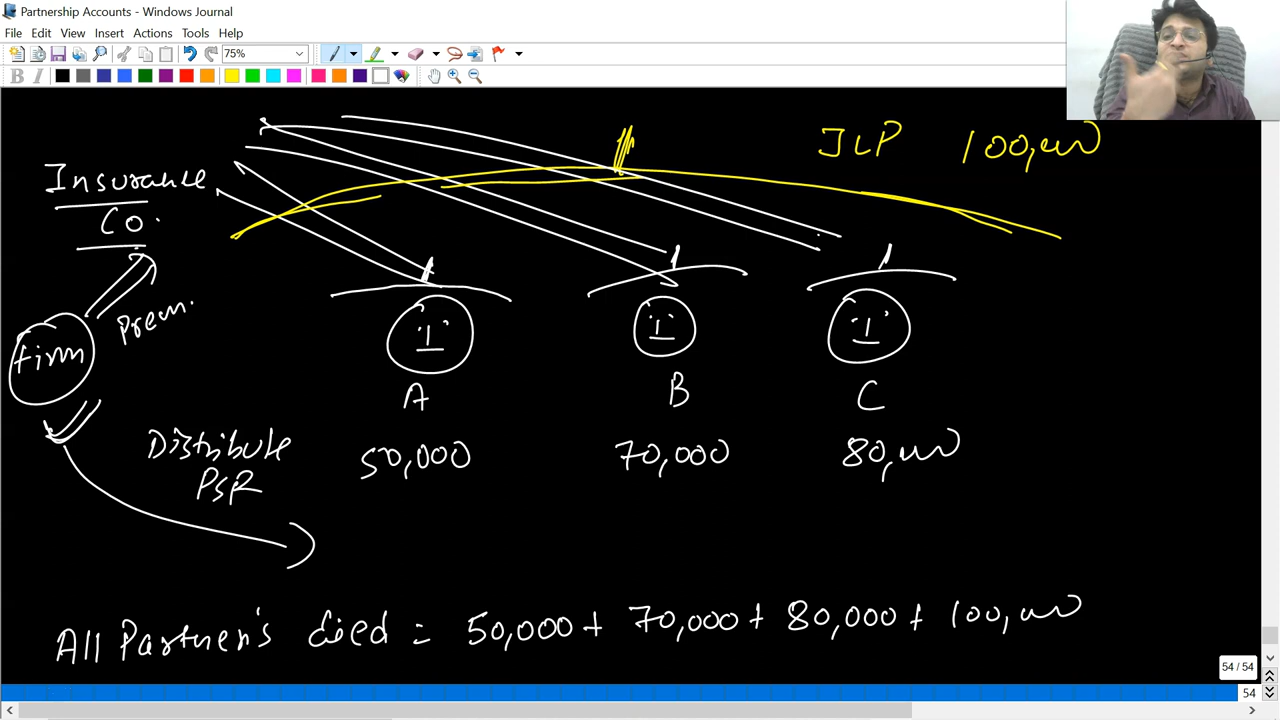 Partnership Accounts - Windows Journal
File Edit View Insert Actions Tools Help
75%
B I
JLP 100,000
Insurance
Co.
Prem.
firm
A B C
Distribute
PSR
50,000 70,000 80,000
All Partner's died = 50,000 + 70,000 + 80,000 + 100,000
54 / 54
54